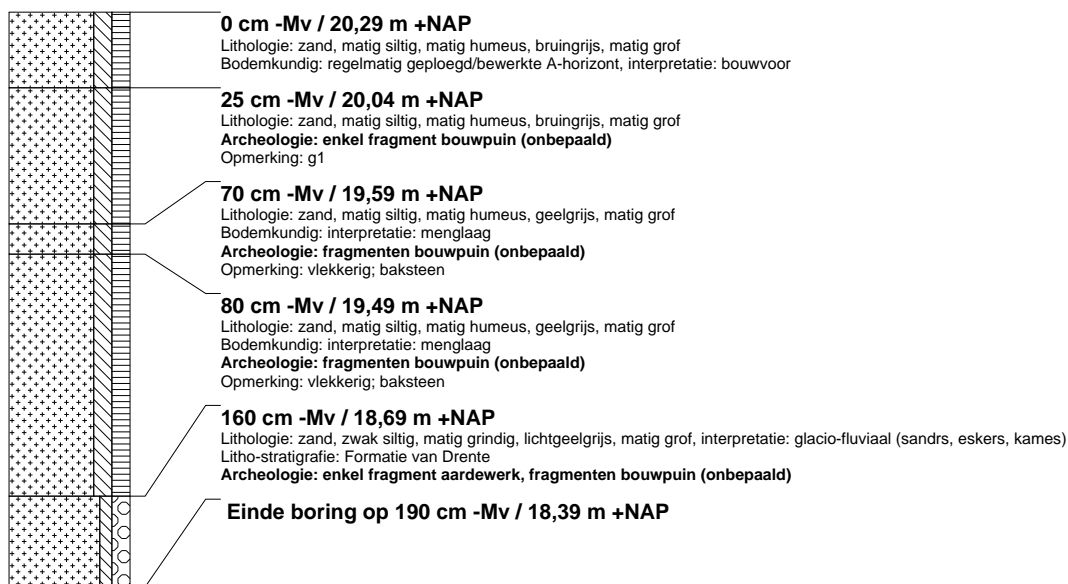 0 cm -Mv / 20,29 m +NAP
Lithologie: zand, matig siltig, matig humeus, bruingrijs, matig grof
Bodemkundig: regelmatig geploegd/bewerkte A-horizont, interpretatie: bouwvoor
25 cm -Mv / 20,04 m +NAP
Lithologie: zand, matig siltig, matig humeus, bruingrijs, matig grof
Archeologie: enkel fragment bouwpuin (onbepaald)
Opmerking: g1
70 cm -Mv / 19,59 m +NAP
Lithologie: zand, matig siltig, matig humeus, geelgrijs, matig grof
Bodemkundig: interpretatie: menglaag
Archeologie: fragmenten bouwpuin (onbepaald)
Opmerking: vlekkerig; baksteen
80 cm -Mv / 19,49 m +NAP
Lithologie: zand, matig siltig, matig humeus, geelgrijs, matig grof
Bodemkundig: interpretatie: menglaag
Archeologie: fragmenten bouwpuin (onbepaald)
Opmerking: vlekkerig; baksteen
160 cm -Mv / 18,69 m +NAP
Lithologie: zand, zwak siltig, matig grindig, lichtgeelgrijs, matig grof, interpretatie: glacio-fluviaal (sandrs, eskers, kames)
Litho-stratigrafie: Formatie van Drente
Archeologie: enkel fragment aardewerk, fragmenten bouwpuin (onbepaald)
Einde boring op 190 cm -Mv / 18,39 m +NAP